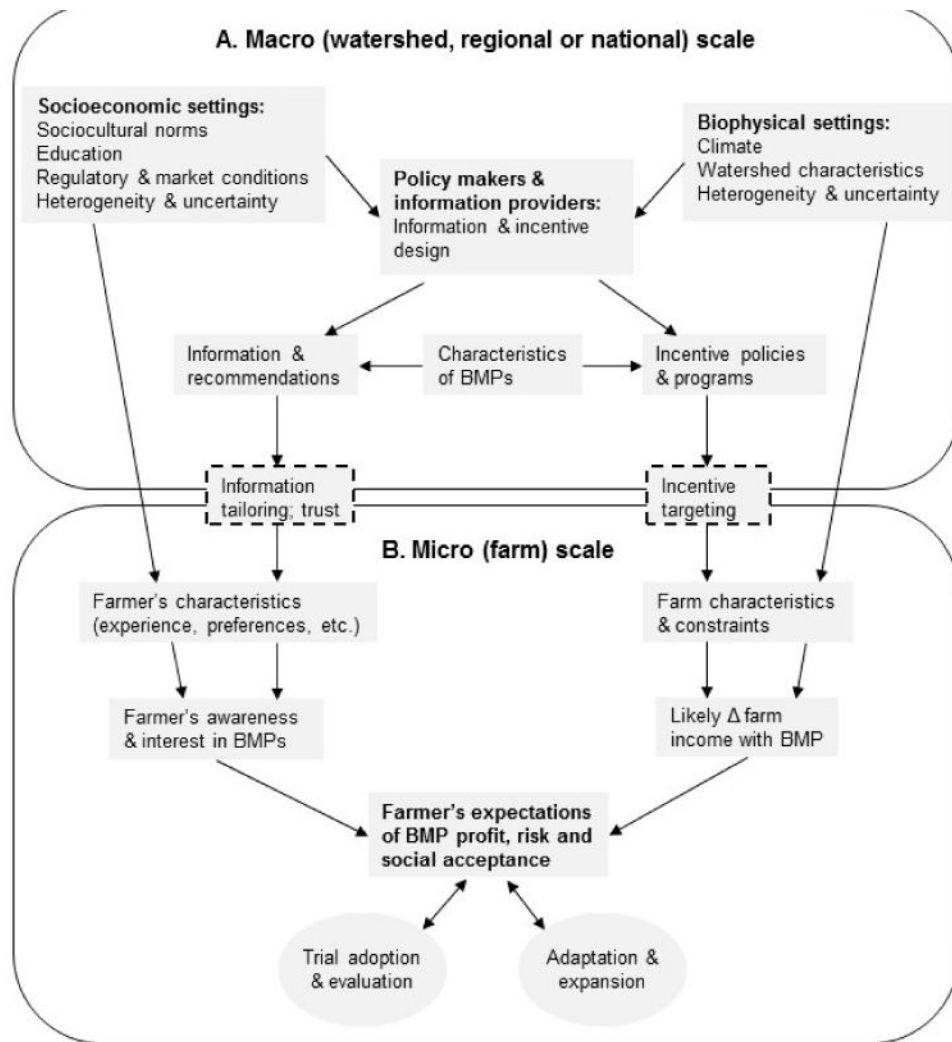 A. Macro (watershed, regional or national) scale
Socioeconomic settings:
Sociocultural norms
Education
Regulatory & market conditions
Heterogeneity & uncertainty
Biophysical settings:
Climate
Watershed characteristics
Heterogeneity & uncertainty
Policy makers &
information providers:
Information & incentive
design
Information &
recommendations
Characteristics
of BMPs
Incentive policies
& programs
Information
tailoring; trust
Incentive
targeting
B. Micro (farm) scale
Farmer's characteristics
(experience, preferences, etc.)
Farm characteristics
& constraints
Farmer's awareness
& interest in BMPs
Likely Δ farm
income with BMP
Farmer's expectations
of BMP profit, risk and
social acceptance
Trial adoption
& evaluation
Adaptation &
expansion